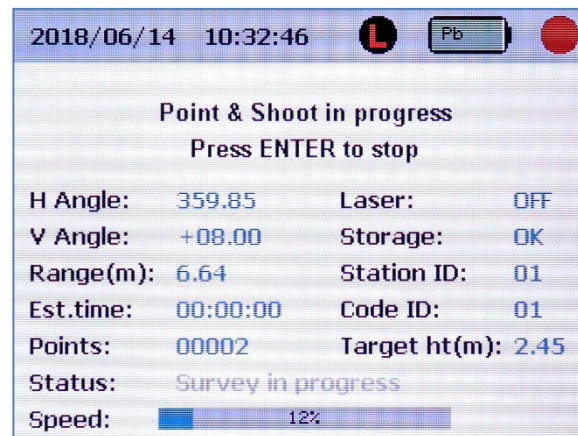 2018/06/14 10:32:46 L Pb
Point & Shoot in progress
Press ENTER to stop
H Angle: 359.85 Laser: OFF
V Angle: +08.00 Storage: OK
Range(m): 6.64 Station ID: 01
Est.time: 00:00:00 Code ID: 01
Points: 00002 Target ht(m): 2.45
Status: Survey in progress
Speed: 12%